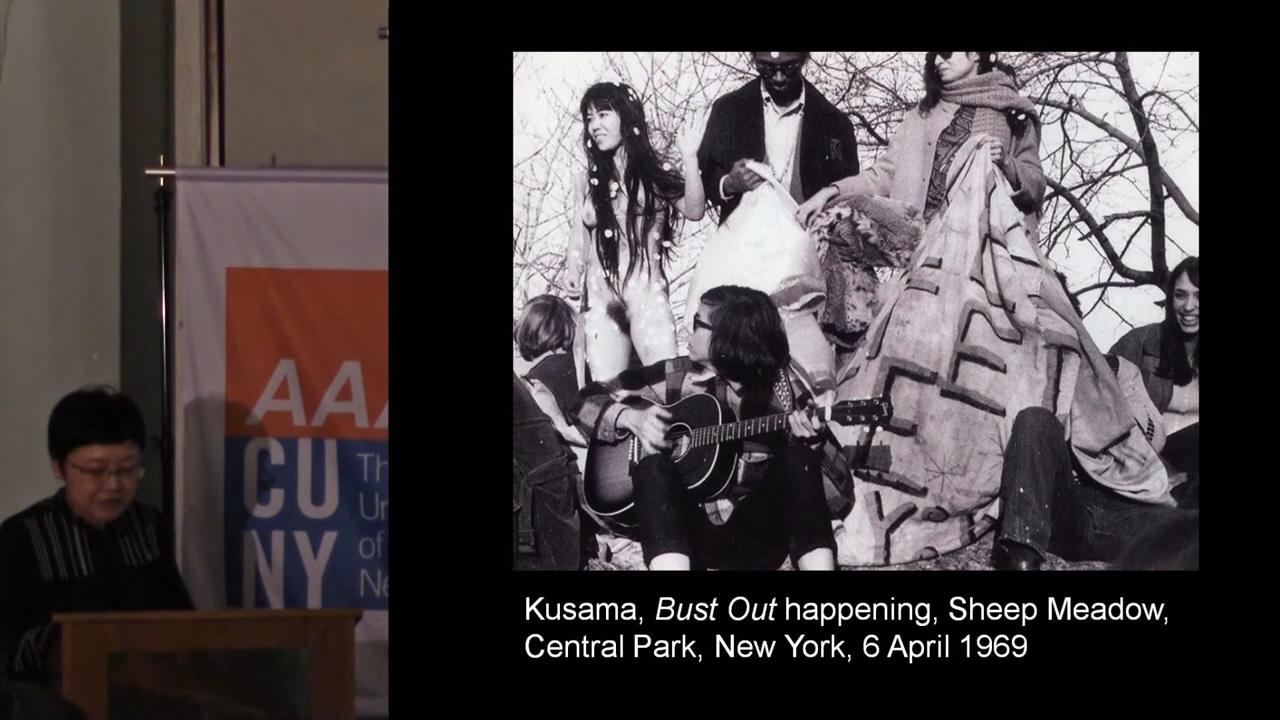 AAA
CU
NY
Th
Ur
of
Ne
Kusama, Bust Out happening, Sheep Meadow,
Central Park, New York, 6 April 1969